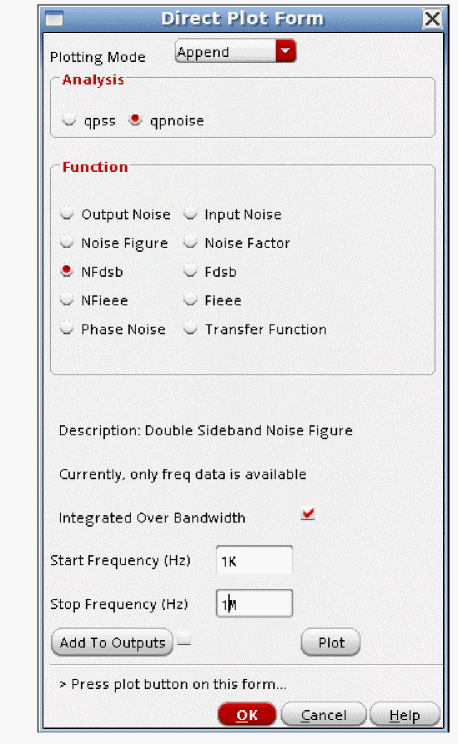 Direct Plot Form
Plotting Mode Append
Analysis
qpss qpnoise
Function
Output Noise Input Noise
Noise Figure Noise Factor
NFdsb Fdsb
NFieee Fieee
Phase Noise Transfer Function
Description: Double Sideband Noise Figure
Currently, only freq data is available
Integrated Over Bandwidth
Start Frequency (Hz) 1K
Stop Frequency (Hz) 1M
Add To Outputs Plot
> Press plot button on this form...
OK Cancel Help